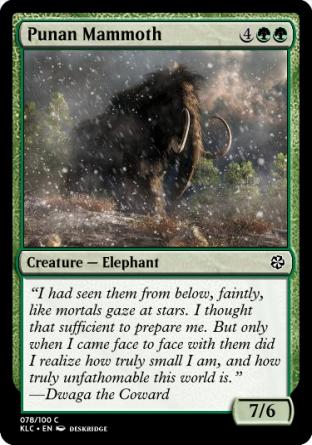 Punan Mammoth 4
Creature — Elephant
“I had seen them from below, faintly,
like mortals gaze at stars. I thought
that sufficient to prepare me. But only
when I came face to face with them did
I realize how truly small I am, and how
truly unfathomable this world is.”
—Dwaga the Coward
7/6
078/100 C
KLC • EN DESKRIDGE